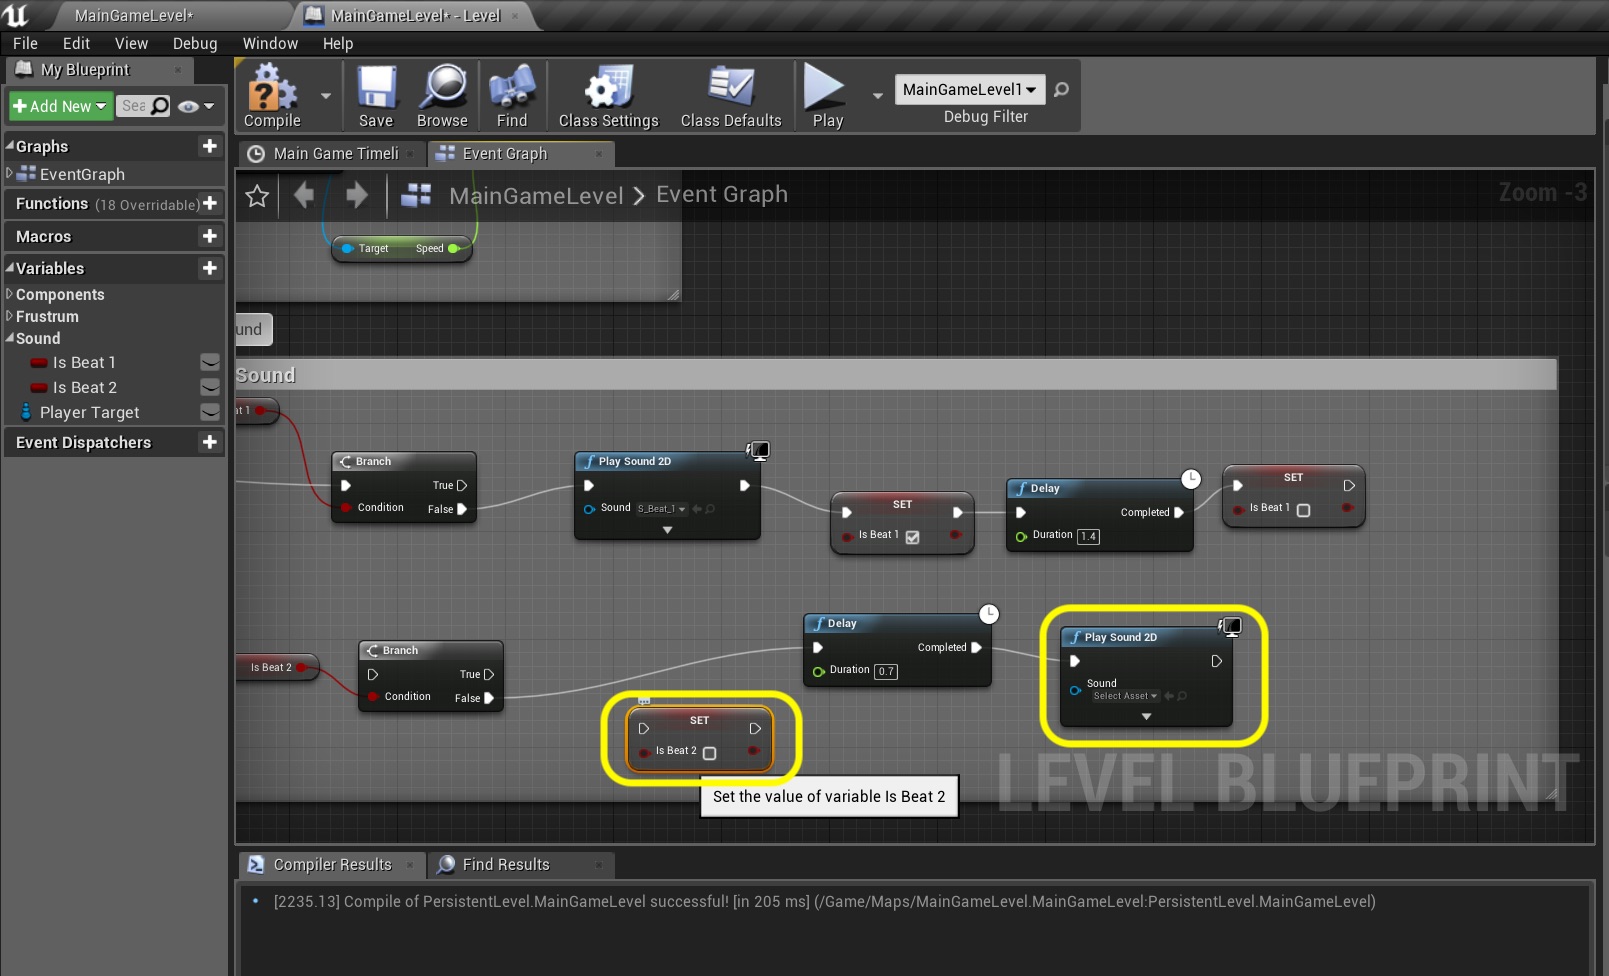 MainGameLevel*
MainGameLevel* - Level
File Edit View Debug Window Help
My Blueprint
Add New
Sea
Compile
Save
Browse
Find
Class Settings
Class Defaults
Play
MainGameLevel1
Debug Filter
Graphs
EventGraph
Functions (18 Overridable)
Macros
Variables
Components
Frustrum
Sound
Is Beat 1
Is Beat 2
Player Target
Event Dispatchers
Main Game Timeli
Event Graph
MainGameLevel > Event Graph
Zoom -3
Target Speed
und
Sound
at 1
Branch
True
Condition
False
Play Sound 2D
Sound S_Beat_1
SET
Is Beat 1
Delay
Completed
Duration 1.4
SET
Is Beat 1
Is Beat 2
Branch
True
Condition
False
Delay
Completed
Duration 0.7
Play Sound 2D
Sound
Select Asset
SET
Is Beat 2
Set the value of variable Is Beat 2
LEVEL BLUEPRINT
Compiler Results
Find Results
[2235.13] Compile of PersistentLevel.MainGameLevel successful! [in 205 ms] (/Game/Maps/MainGameLevel.MainGameLevel:PersistentLevel.MainGameLevel)